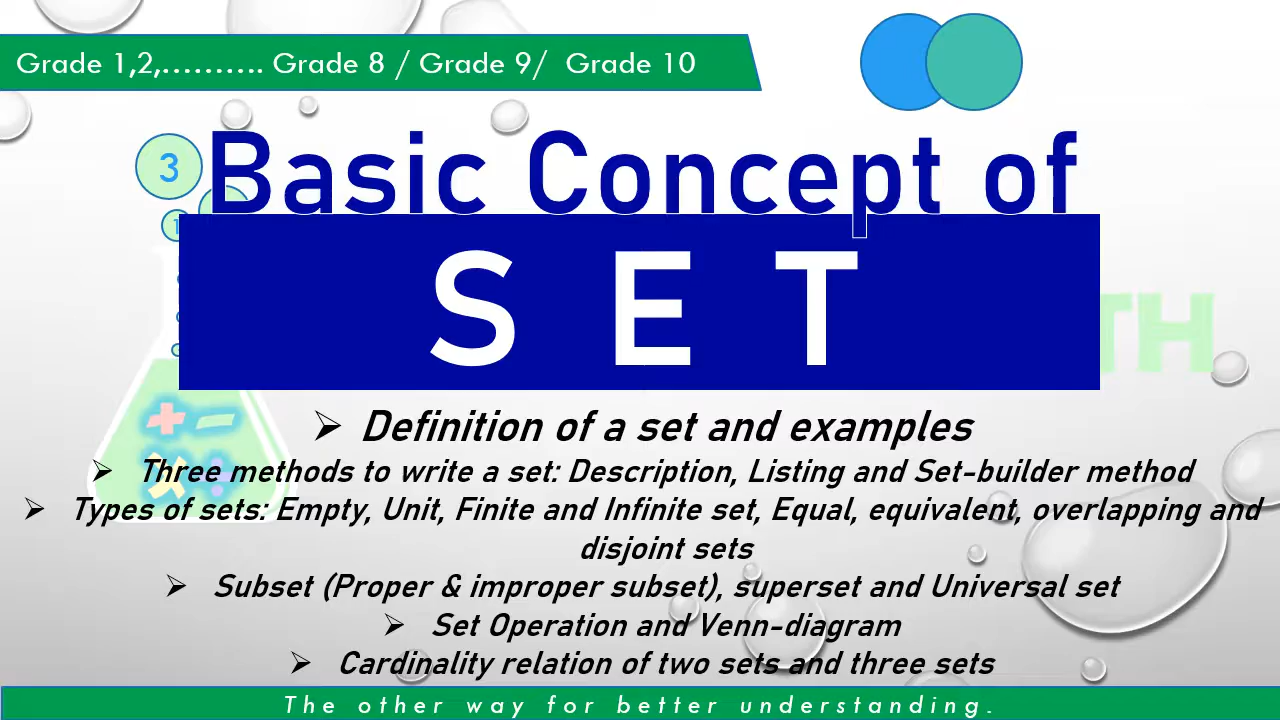 Grade 1,2,.......... Grade 8 / Grade 9/ Grade 10
3
Basic Concept of
1
S E T
TH
➢ Definition of a set and examples
➢ Three methods to write a set: Description, Listing and Set-builder method
➢ Types of sets: Empty, Unit, Finite and Infinite set, Equal, equivalent, overlapping and
disjoint sets
➢ Subset (Proper & improper subset), superset and Universal set
➢ Set Operation and Venn-diagram
➢ Cardinality relation of two sets and three sets
The other way for better understanding.